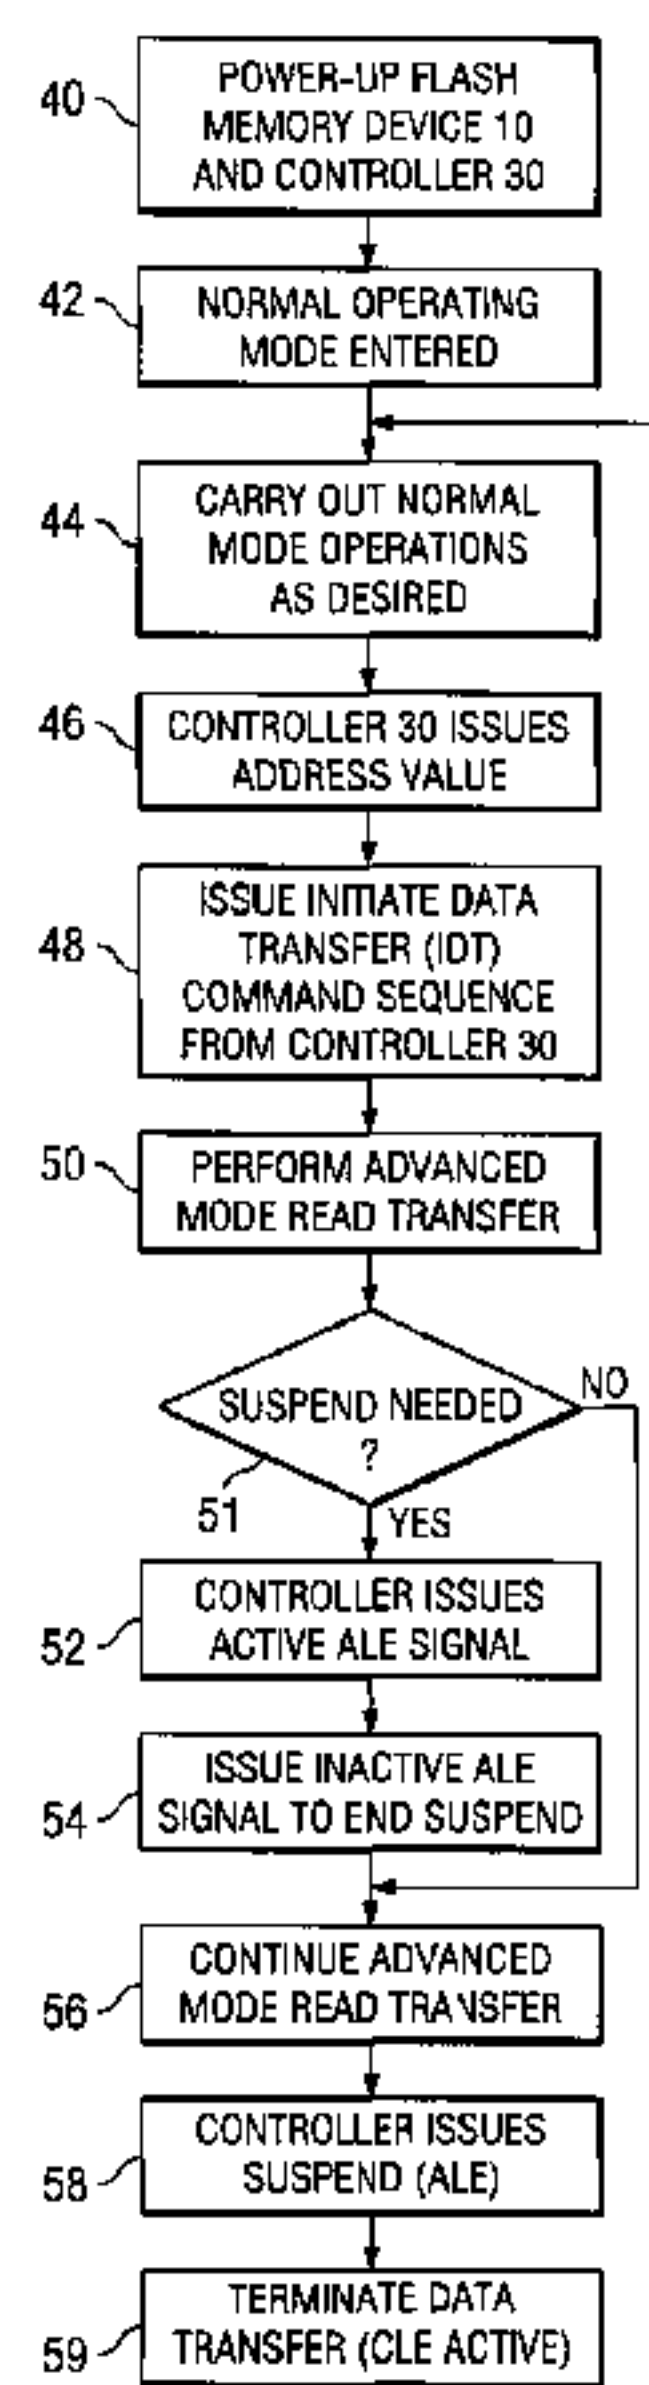 40
POWER-UP FLASH
MEMORY DEVICE 10
AND CONTROLLER 30
42
NORMAL OPERATING
MODE ENTERED
44
CARRY OUT NORMAL
MODE OPERATIONS
AS DESIRED
46
CONTROLLER 30 ISSUES
ADDRESS VALUE
48
ISSUE INITIATE DATA
TRANSFER (IDT)
COMMAND SEQUENCE
FROM CONTROLLER 30
50
PERFORM ADVANCED
MODE READ TRANSFER
SUSPEND NEEDED
?
NO
51
YES
52
CONTROLLER ISSUES
ACTIVE ALE SIGNAL
54
ISSUE INACTIVE ALE
SIGNAL TO END SUSPEND
56
CONTINUE ADVANCED
MODE READ TRANSFER
58
CONTROLLER ISSUES
SUSPEND (ALE)
59
TERMINATE DATA
TRANSFER (CLE ACTIVE)